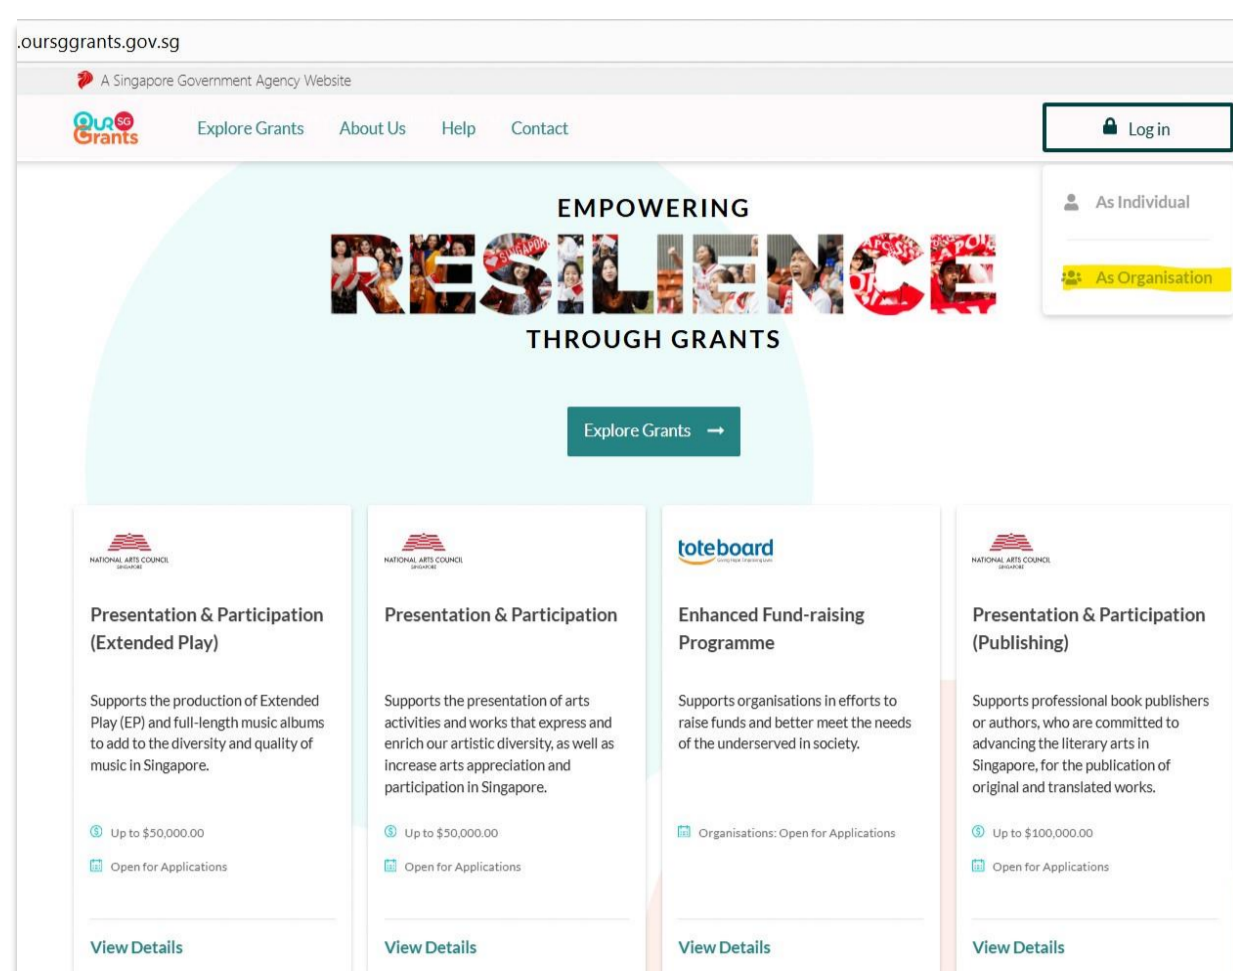 .oursggrants.gov.sg
A Singapore Government Agency Website
OUR SG
Grants
Explore Grants
About Us
Help
Contact
Log in
As Individual
As Organisation
EMPOWERING
RESILIENCE
THROUGH GRANTS
Explore Grants →
NATIONAL ARTS COUNCIL
SINGAPORE
Presentation & Participation
(Extended Play)
Supports the production of Extended
Play (EP) and full-length music albums
to add to the diversity and quality of
music in Singapore.
Up to $50,000.00
Open for Applications
View Details
NATIONAL ARTS COUNCIL
SINGAPORE
Presentation & Participation
Supports the presentation of arts
activities and works that express and
enrich our artistic diversity, as well as
increase arts appreciation and
participation in Singapore.
Up to $50,000.00
Open for Applications
View Details
toteboard
Enhanced Fund-raising
Programme
Supports organisations in efforts to
raise funds and better meet the needs
of the underserved in society.
Organisations: Open for Applications
View Details
NATIONAL ARTS COUNCIL
SINGAPORE
Presentation & Participation
(Publishing)
Supports professional book publishers
or authors, who are committed to
advancing the literary arts in
Singapore, for the publication of
original and translated works.
Up to $100,000.00
Open for Applications
View Details